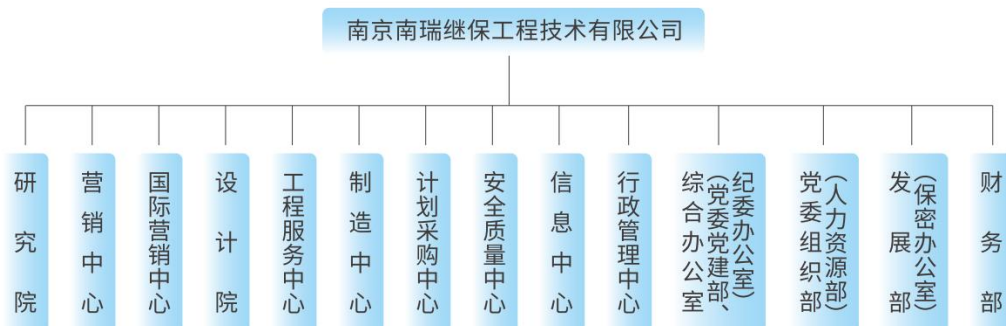 南京南瑞继保工程技术有限公司
研究院
营销中心
国际营销中心
设计院
工程服务中心
制造中心
计划采购中心
安全质量中心
信息中心
行政管理中心
综合办公室
（党委党建部、
纪委办公室）
党委组织部
（人力资源部）
发展部
（保密办公室）
财务部